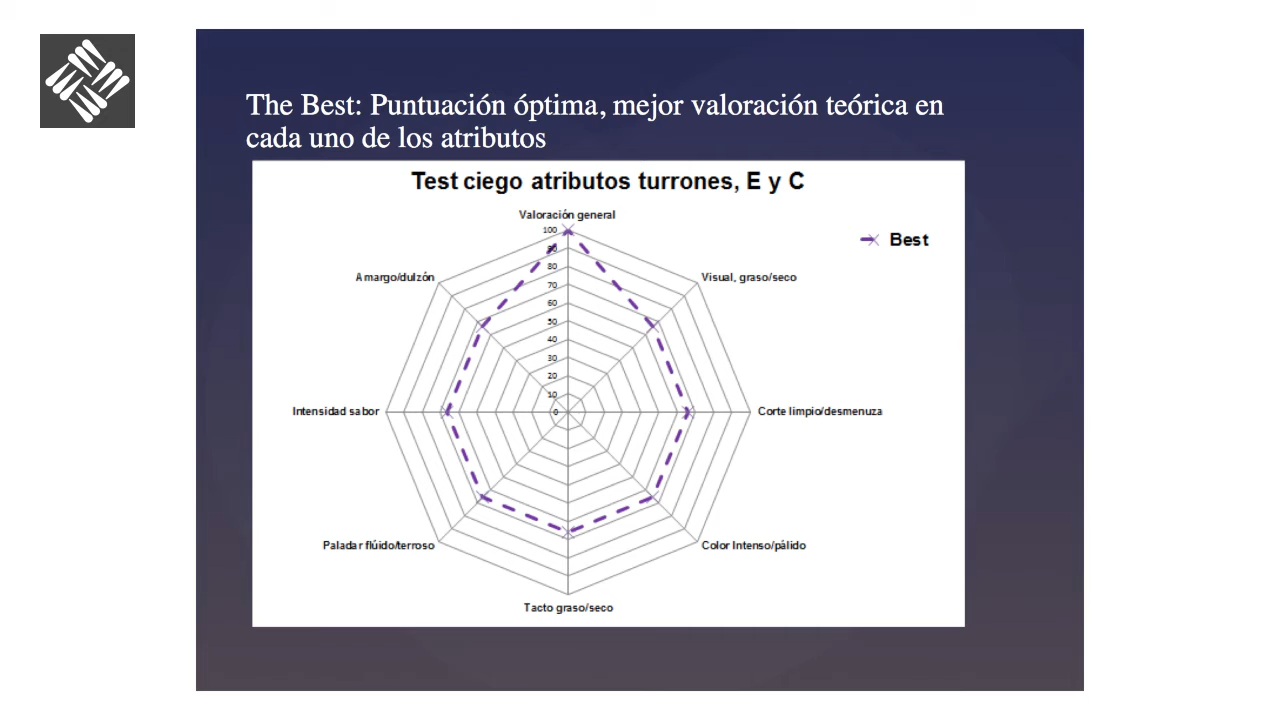 The Best: Puntuación óptima, mejor valoración teórica en
cada uno de los atributos
Test ciego atributos turrones, E y C
Valoración general
Best
100
90
80
70
60
50
40
30
20
10
0
Visual, graso/seco
Corte limpio/desmenuza
Color Intenso/pálido
Tacto graso/seco
Paladar flúido/terroso
Intensidad sabor
Amargo/dulzón